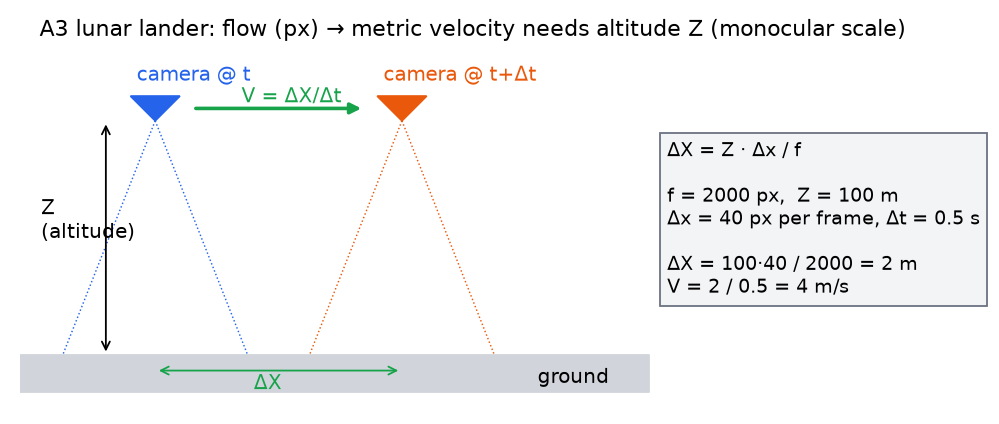 A3 lunar lander: flow (px) → metric velocity needs altitude Z (monocular scale)
camera @ t
camera @ t+Δt
V = ΔX/Δt
Z
(altitude)
ΔX
ground
ΔX = Z · Δx / f
f = 2000 px,  Z = 100 m
Δx = 40 px per frame, Δt = 0.5 s
ΔX = 100·40 / 2000 = 2 m
V = 2 / 0.5 = 4 m/s